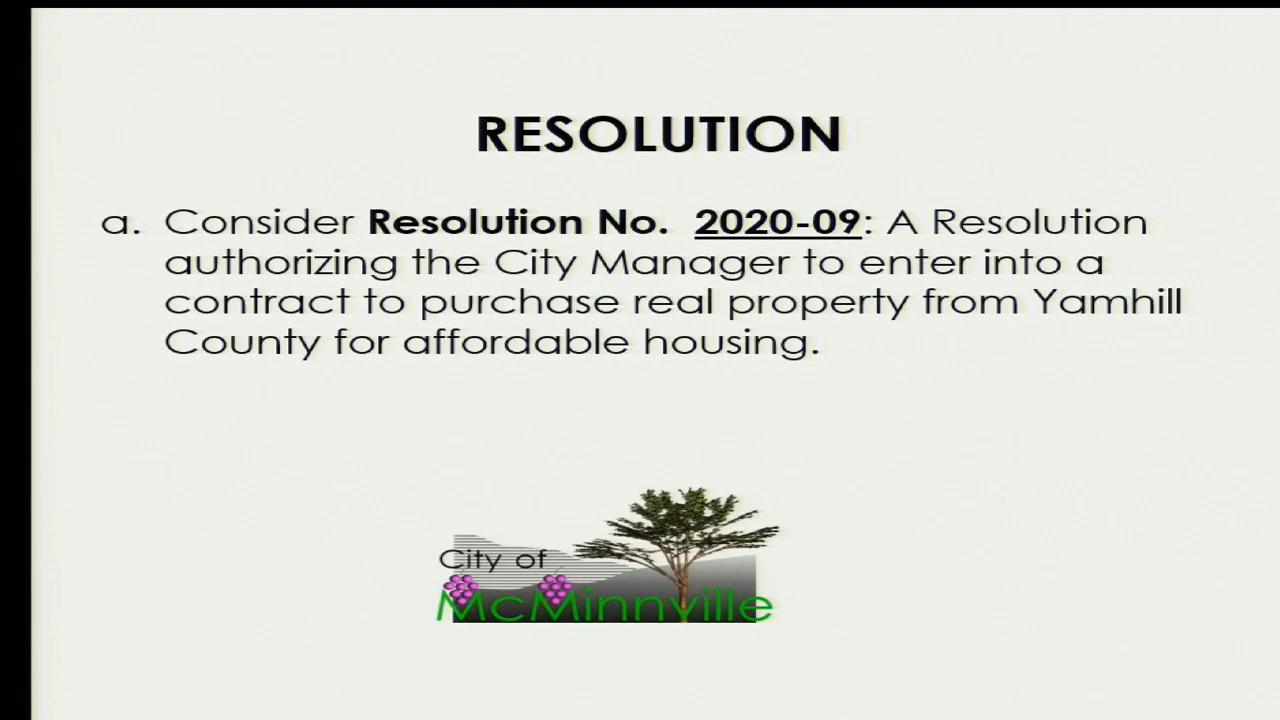 RESOLUTION
a. Consider Resolution No. 2020-09: A Resolution
authorizing the City Manager to enter into a
contract to purchase real property from Yamhill
County for affordable housing.
City of
McMinnville